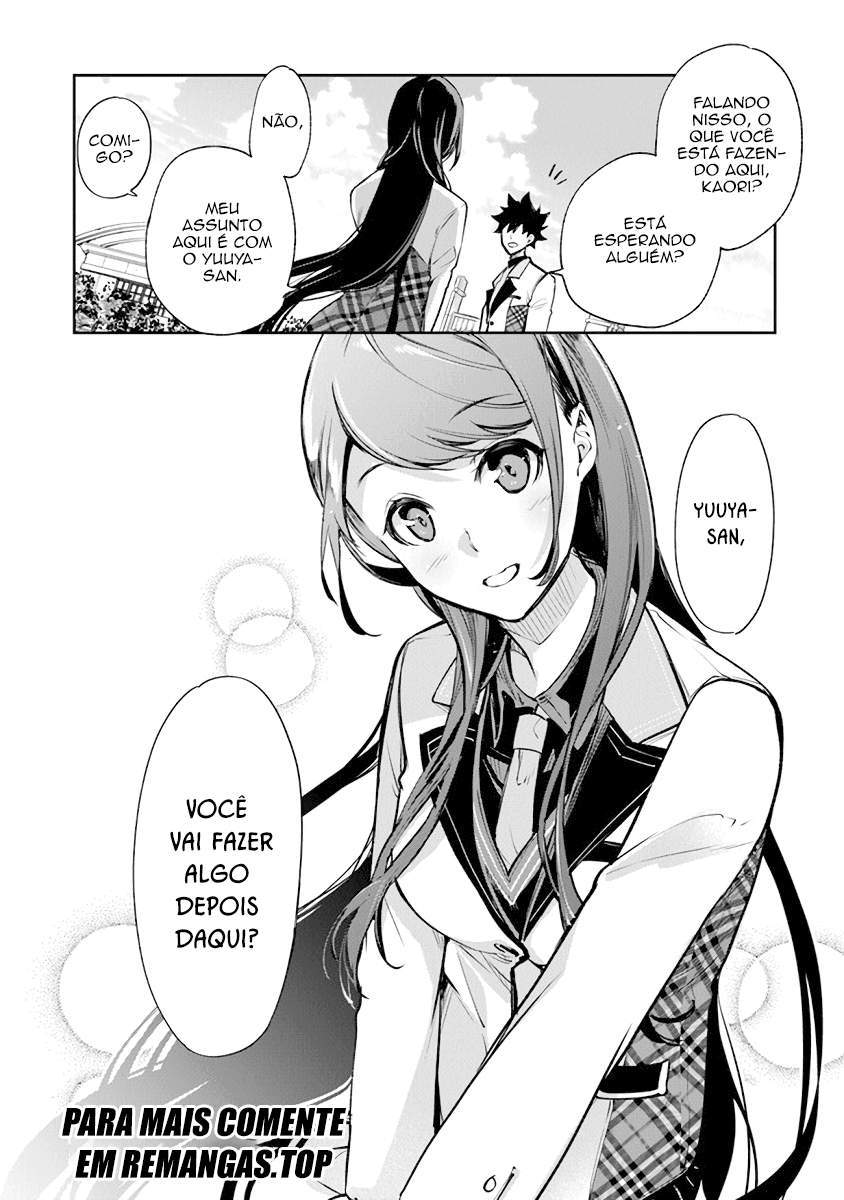 FALANDO
NISSO, O
QUE VOCÊ
ESTÁ FAZEN-
DO AQUI,
KAORI?
ESTÁ
ESPERANDO
ALGUÉM?
NÃO,
MEU
ASSUNTO
AQUI É COM
O YUUYA-
SAN.
COMI-
GO?
YUUYA-
SAN,
VOCÊ
VAI FAZER
ALGO
DEPOIS
DAQUI?
PARA MAIS COMENTE
EM REMANGAS.TOP